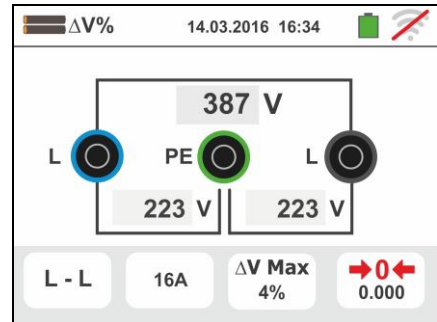 ΔV% 14.03.2016 16:34
387 V
L PE L
223 V 223 V
L - L 16A ΔV Max 4% →0← 0.000